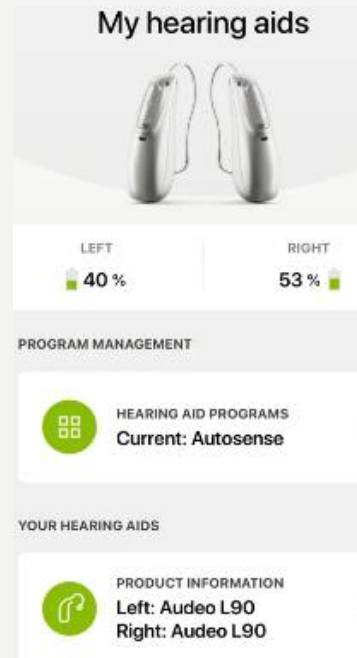 My hearing aids
LEFT
RIGHT
40 %
53 %
PROGRAM MANAGEMENT
HEARING AID PROGRAMS
Current: Autosense
YOUR HEARING AIDS
PRODUCT INFORMATION
Left: Audeo L90
Right: Audeo L90